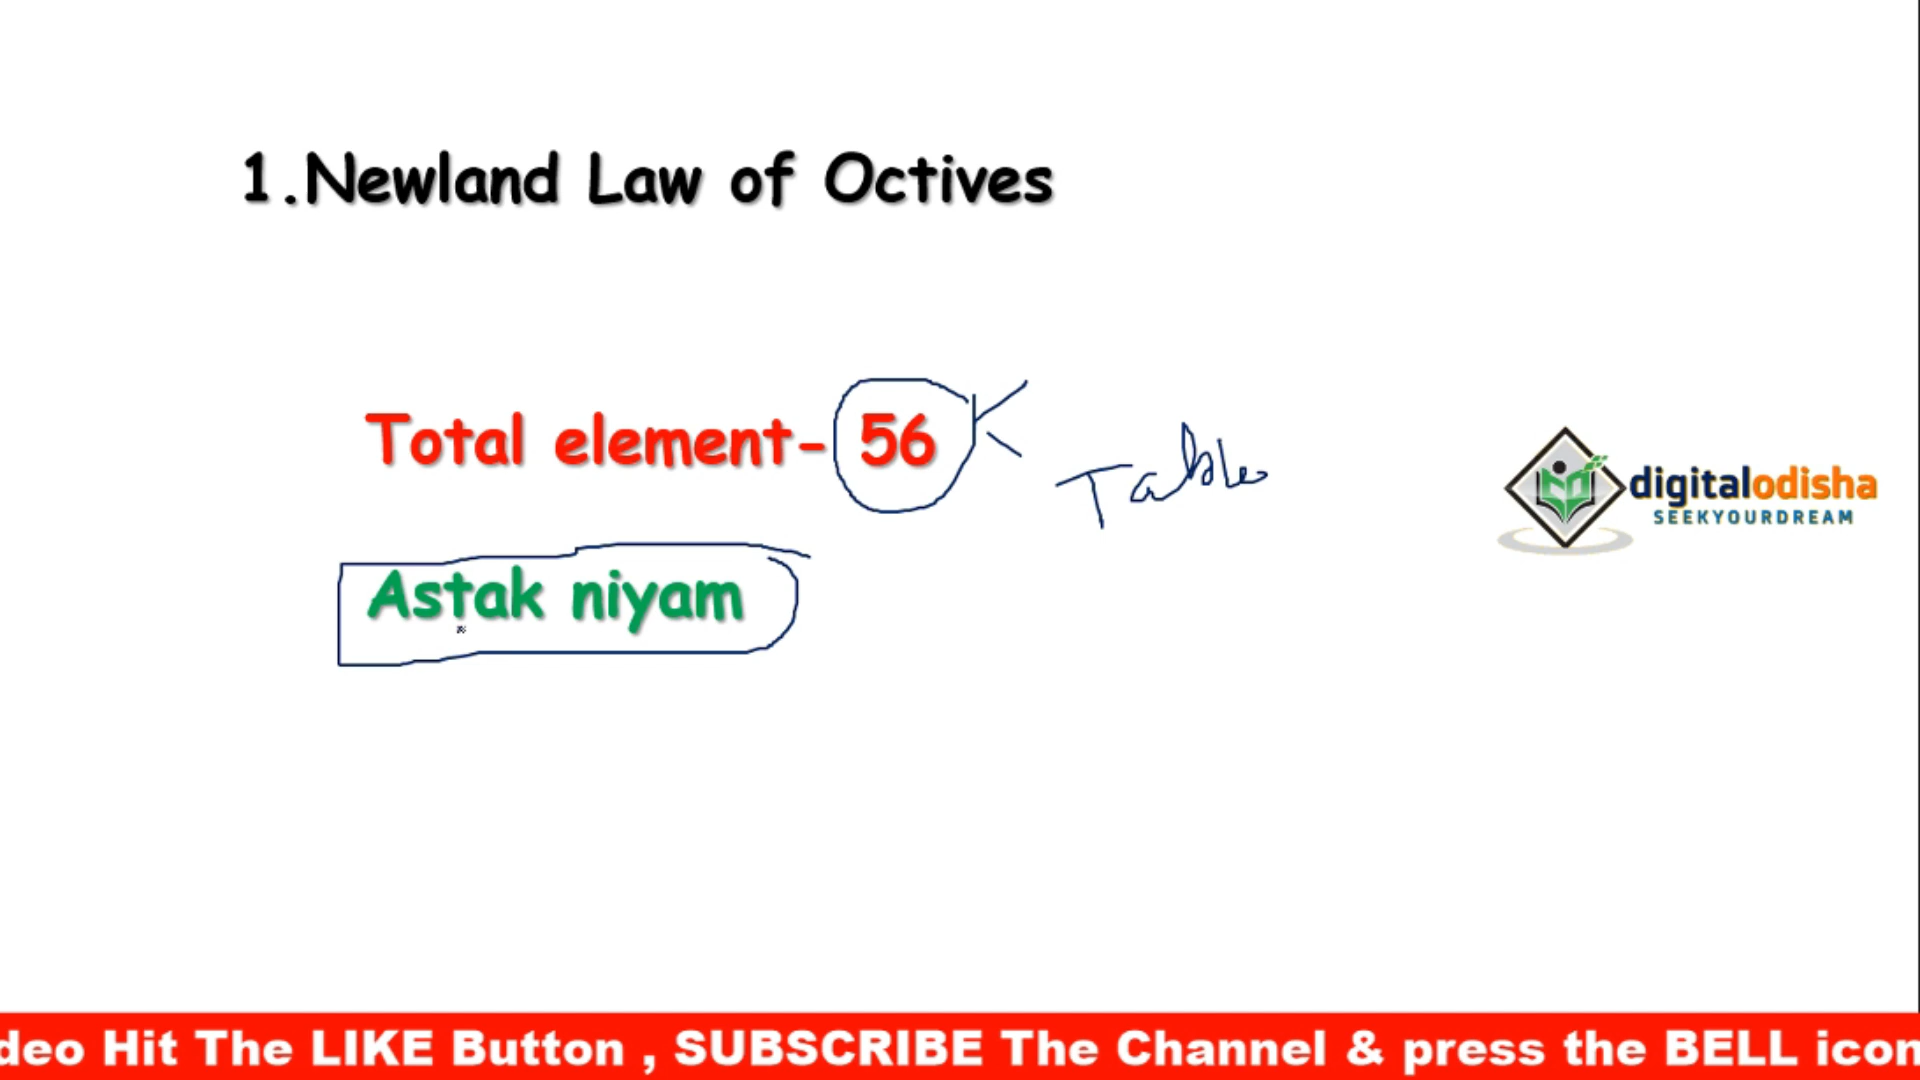 1.Newland Law of Octives
Total element- 56
Table
Astak niyam
digitalodisha
SEEKYOURDREAM
deo Hit The LIKE Button , SUBSCRIBE The Channel & press the BELL icon